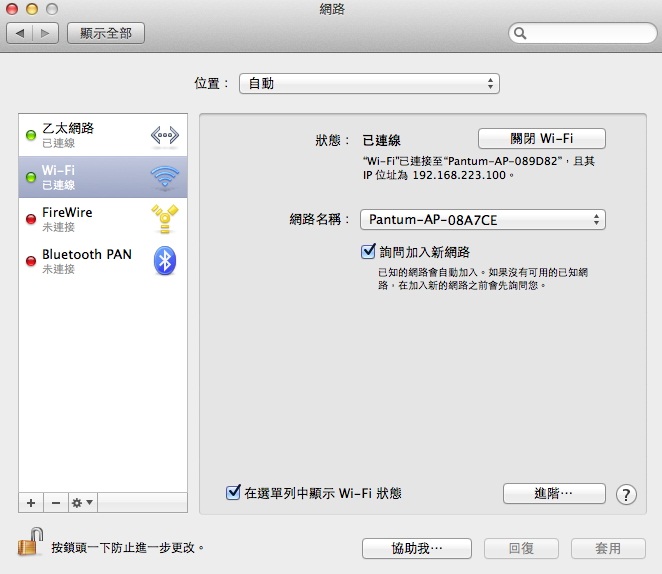 網路
顯示全部
位置： 自動
乙太網路
已連線
Wi-Fi
已連線
FireWire
未連接
Bluetooth PAN
未連接
狀態： 已連線 關閉 Wi-Fi
“Wi-Fi”已連接至“Pantum-AP-089D82”，且其
IP 位址為 192.168.223.100。
網路名稱： Pantum-AP-08A7CE
詢問加入新網路
已知的網路會自動加入。如果沒有可用的已知網
路，在加入新的網路之前會先詢問您。
在選單列中顯示 Wi-Fi 狀態 進階… ?
按鎖頭一下防止進一步更改。
協助我… 回復 套用